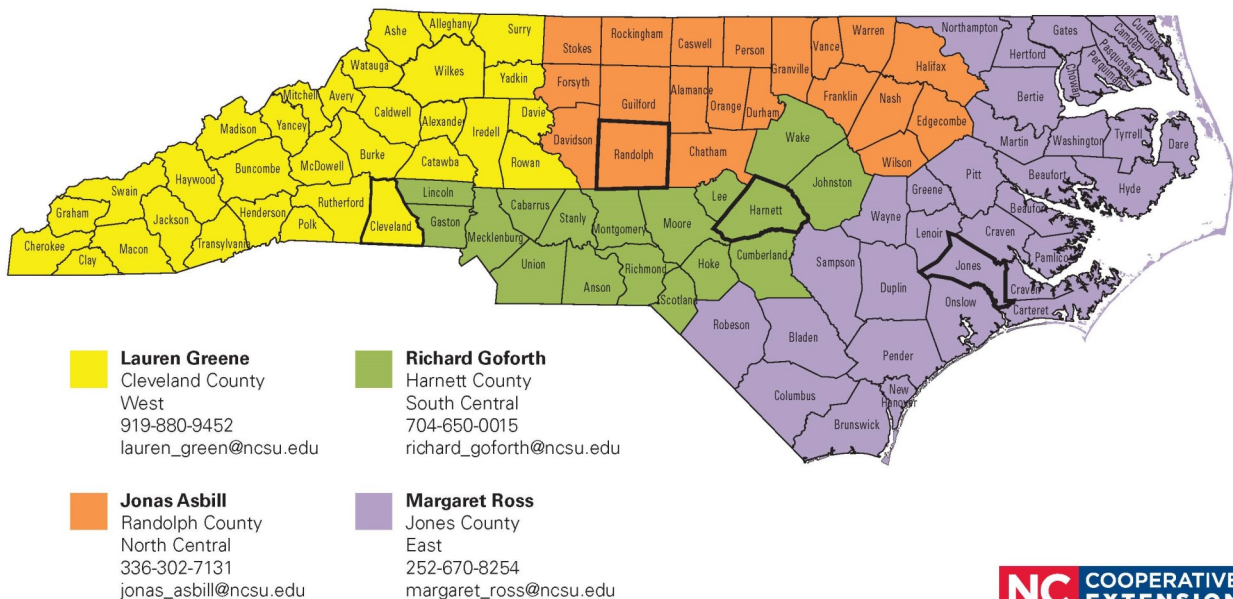 Ashe
Alleghany
Surry
Stokes
Rockingham
Caswell
Person
Granville
Vance
Warren
Halifax
Northampton
Gates
Currituck
Camden
Pasquotank
Perquimans
Chowan
Hertford
Bertie
Watauga
Wilkes
Yadkin
Forsyth
Guilford
Alamance
Orange
Durham
Franklin
Nash
Edgecombe
Martin
Washington
Tyrrell
Dare
Mitchell
Avery
Caldwell
Alexander
Iredell
Davie
Davidson
Randolph
Chatham
Wake
Wilson
Madison
Yancey
Burke
Catawba
Rowan
Buncombe
McDowell
Haywood
Swain
Graham
Jackson
Henderson
Rutherford
Polk
Cleveland
Lincoln
Gaston
Cabrarrus
Stanly
Montgomery
Moore
Lee
Harnett
Johnston
Greene
Pitt
Beaufort
Hyde
Wayne
Lenoir
Craven
Beaufort
Pamlico
Jones
Craven
Carteret
Cherokee
Clay
Macon
Transylvania
Mecklenburg
Union
Anson
Richmond
Scotland
Hoke
Cumberland
Sampson
Duplin
Onslow
Robeson
Bladen
Pender
Columbus
New
Hanover
Brunswick
Lauren Greene
Cleveland County
West
919-880-9452
lauren_green@ncsu.edu
Richard Goforth
Harnett County
South Central
704-650-0015
richard_goforth@ncsu.edu
Jonas Asbill
Randolph County
North Central
336-302-7131
jonas_asbill@ncsu.edu
Margaret Ross
Jones County
East
252-670-8254
margaret_ross@ncsu.edu
NC COOPERATIVE
EXTENSION